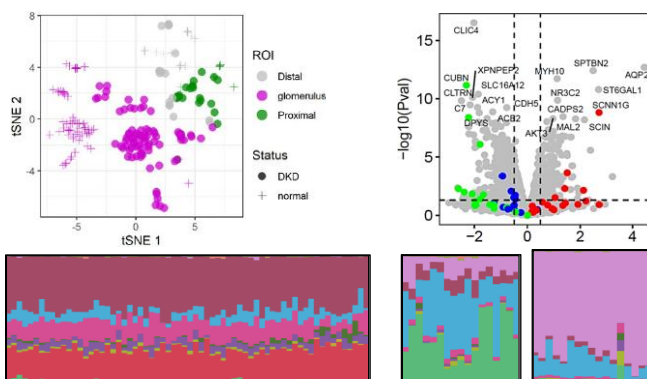 8
4
0
-4
-5
0
5
tSNE 1
tSNE 2
ROI
Distal
glomerulus
Proximal
Status
DKD
normal
15
10
5
0
-2
0
2
4
−log10(Pval)
CLIC4
XPNPEP2
MYH10
SPTBN2
AQP2
CUBN
SLC16A12
NR3C2
ST6GAL1
CLTRN
ACY1
CDH5
CADPS2
SCNN1G
C7
ACE2
MAL2
SCIN
DPYS
AKT3